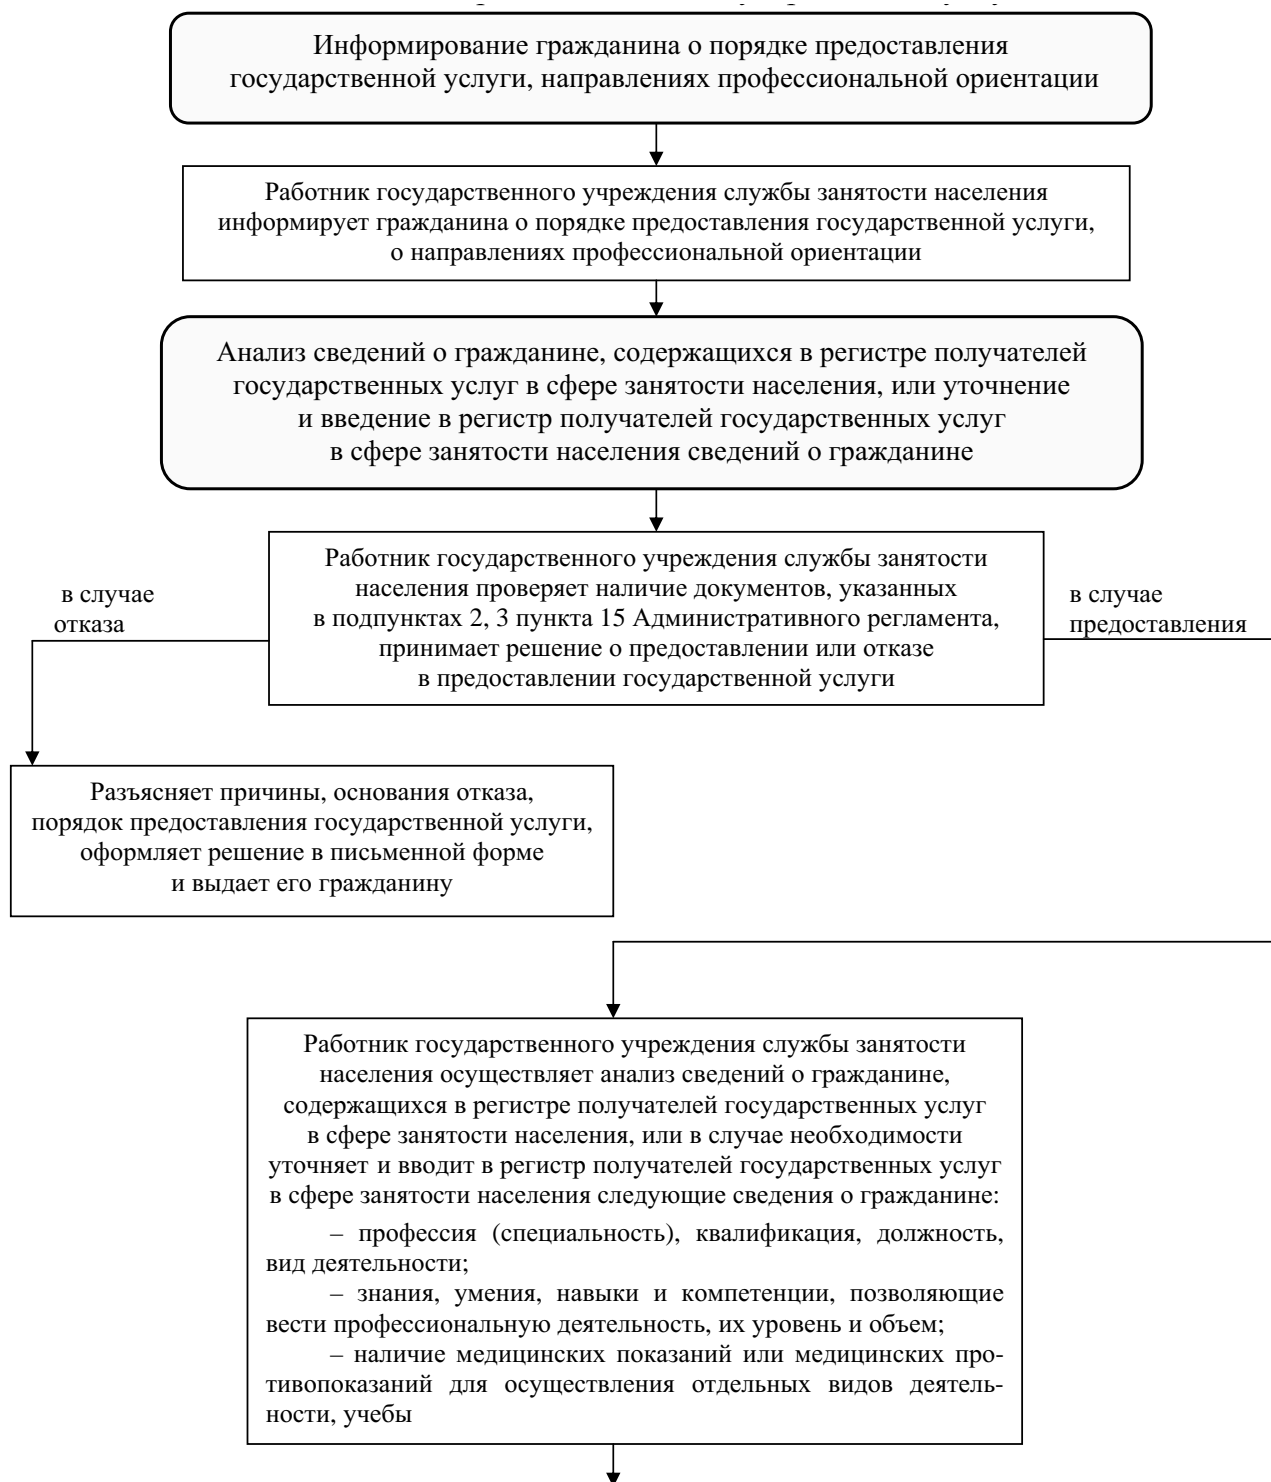 Информирование гражданина о порядке предоставления
государственной услуги, направлениях профессиональной ориентации
Работник государственного учреждения службы занятости населения
информирует гражданина о порядке предоставления государственной услуги,
о направлениях профессиональной ориентации
Анализ сведений о гражданине, содержащихся в регистре получателей
государственных услуг в сфере занятости населения, или уточнение
и введение в регистр получателей государственных услуг
в сфере занятости населения сведений о гражданине
Работник государственного учреждения службы занятости
населения проверяет наличие документов, указанных
в подпунктах 2, 3 пункта 15 Административного регламента,
принимает решение о предоставлении или отказе
в предоставлении государственной услуги
в случае
отказа
в случае
предоставления
Разъясняет причины, основания отказа,
порядок предоставления государственной услуги,
оформляет решение в письменной форме
и выдает его гражданину
Работник государственного учреждения службы занятости
населения осуществляет анализ сведений о гражданине,
содержащихся в регистре получателей государственных услуг
в сфере занятости населения, или в случае необходимости
уточняет и вводит в регистр получателей государственных услуг
в сфере занятости населения следующие сведения о гражданине:
– профессия (специальность), квалификация, должность,
вид деятельности;
– знания, умения, навыки и компетенции, позволяющие
вести профессиональную деятельность, их уровень и объем;
– наличие медицинских показаний или медицинских про-
тивопоказаний для осуществления отдельных видов деятель-
ности, учебы